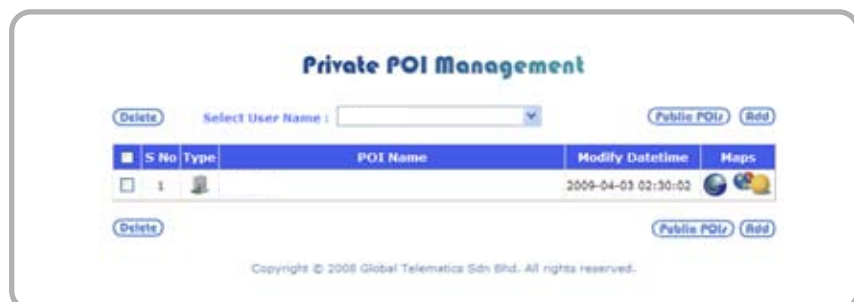 Private POI Management
Delete Select User Name : Public POIs Add
S No Type POI Name Modify Datetime Maps
1 2009-04-03 02:30:02
Delete Public POIs Add
Copyright © 2008 Global Telematics Sdn Bhd. All rights reserved.